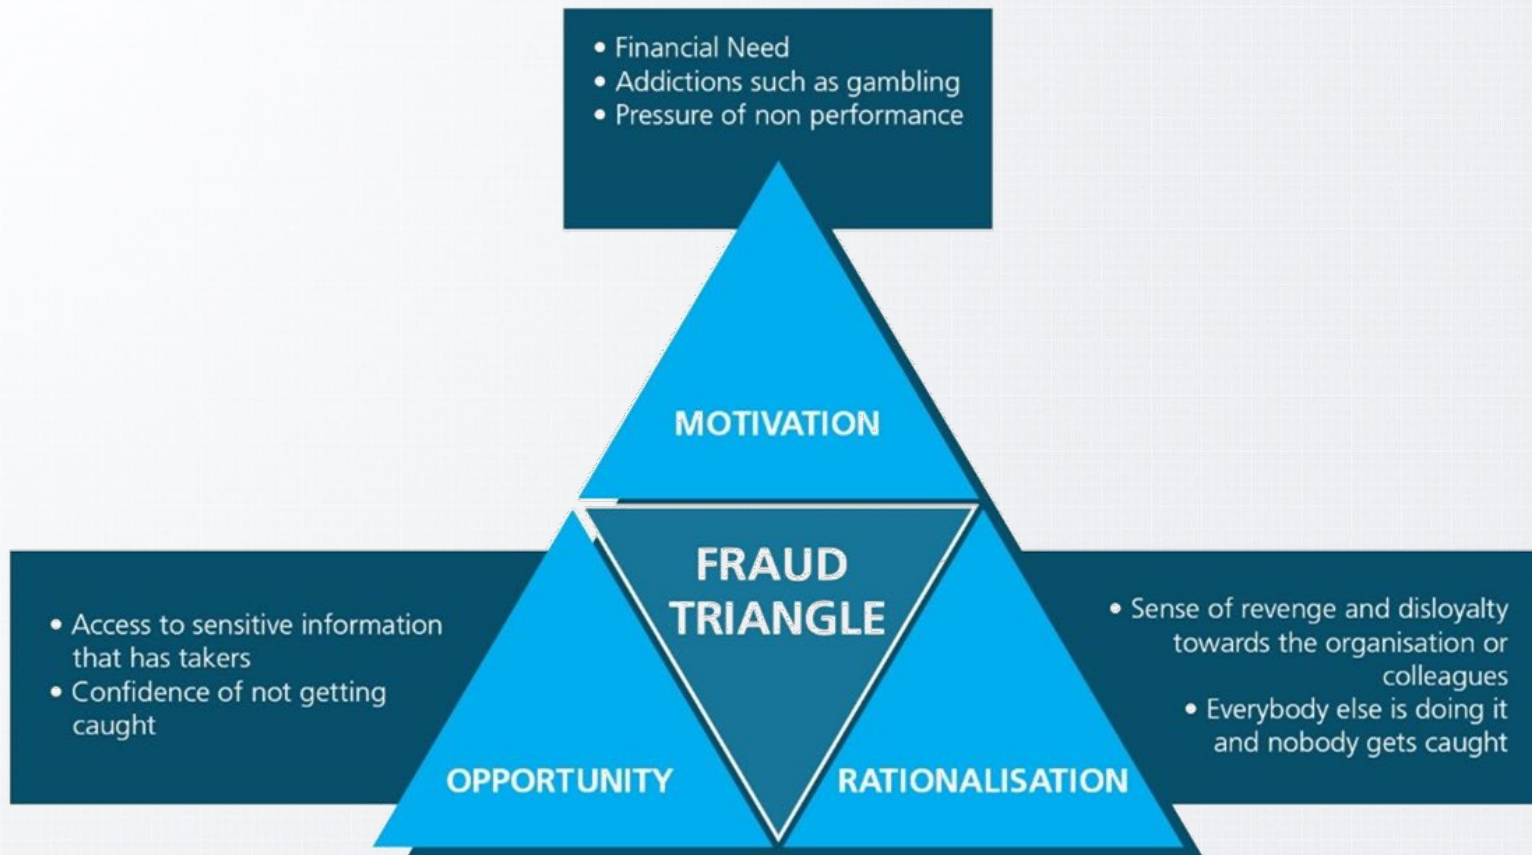 • Financial Need
• Addictions such as gambling
• Pressure of non performance
MOTIVATION
FRAUD
TRIANGLE
• Access to sensitive information
that has takers
• Confidence of not getting
caught
OPPORTUNITY
• Sense of revenge and disloyalty
towards the organisation or
colleagues
• Everybody else is doing it
and nobody gets caught
RATIONALISATION